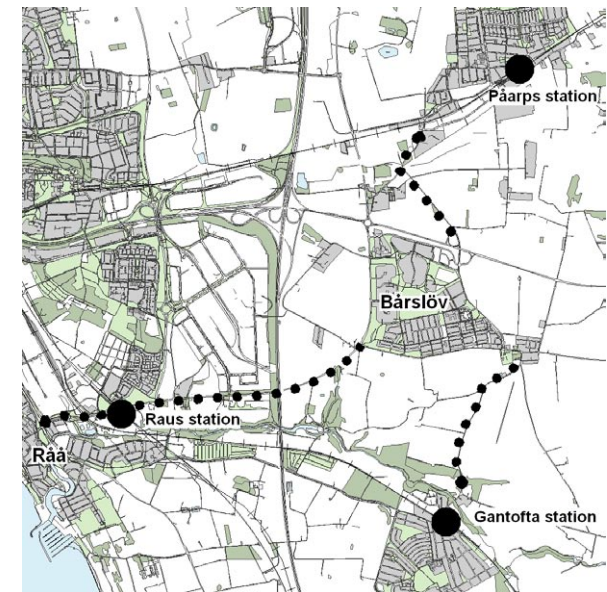 Påarps station
Bårslöv
Raus station
Råå
Gantofta station